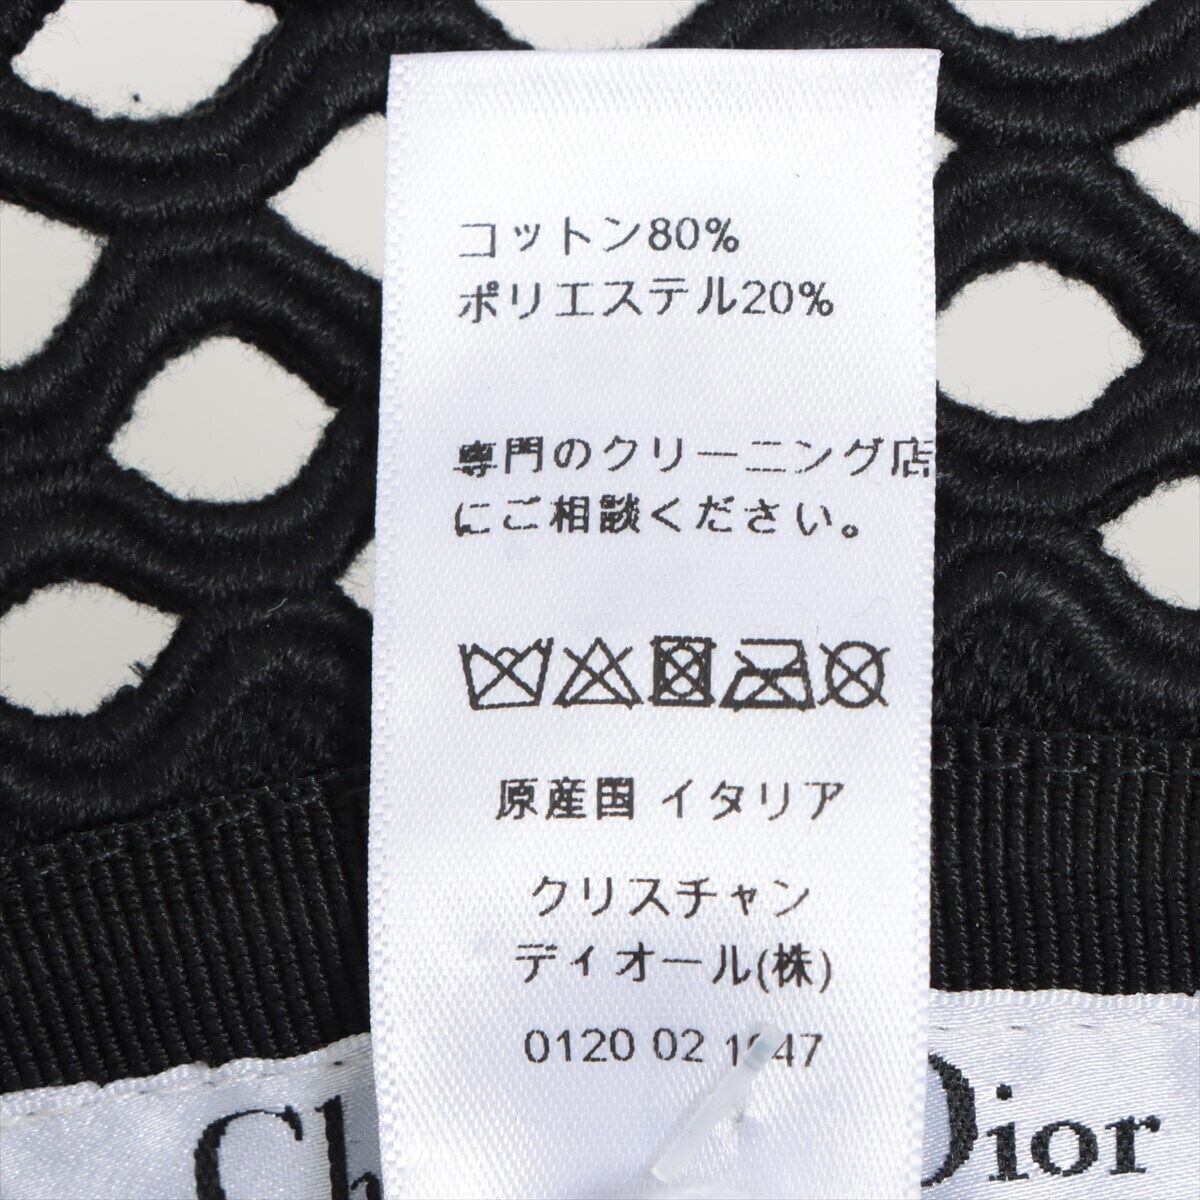 コットン80%
ポリエステル20%
専門のクリーニング店
にご相談ください。
原産国 イタリア
クリスチャン
ディオール(株)
0120 02
Dior